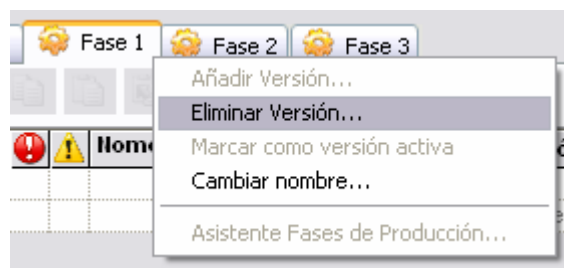 Fase 1 Fase 2 Fase 3
Añadir Versión...
Eliminar Versión...
Marcar como versión activa
Cambiar nombre...
Asistente Fases de Producción...